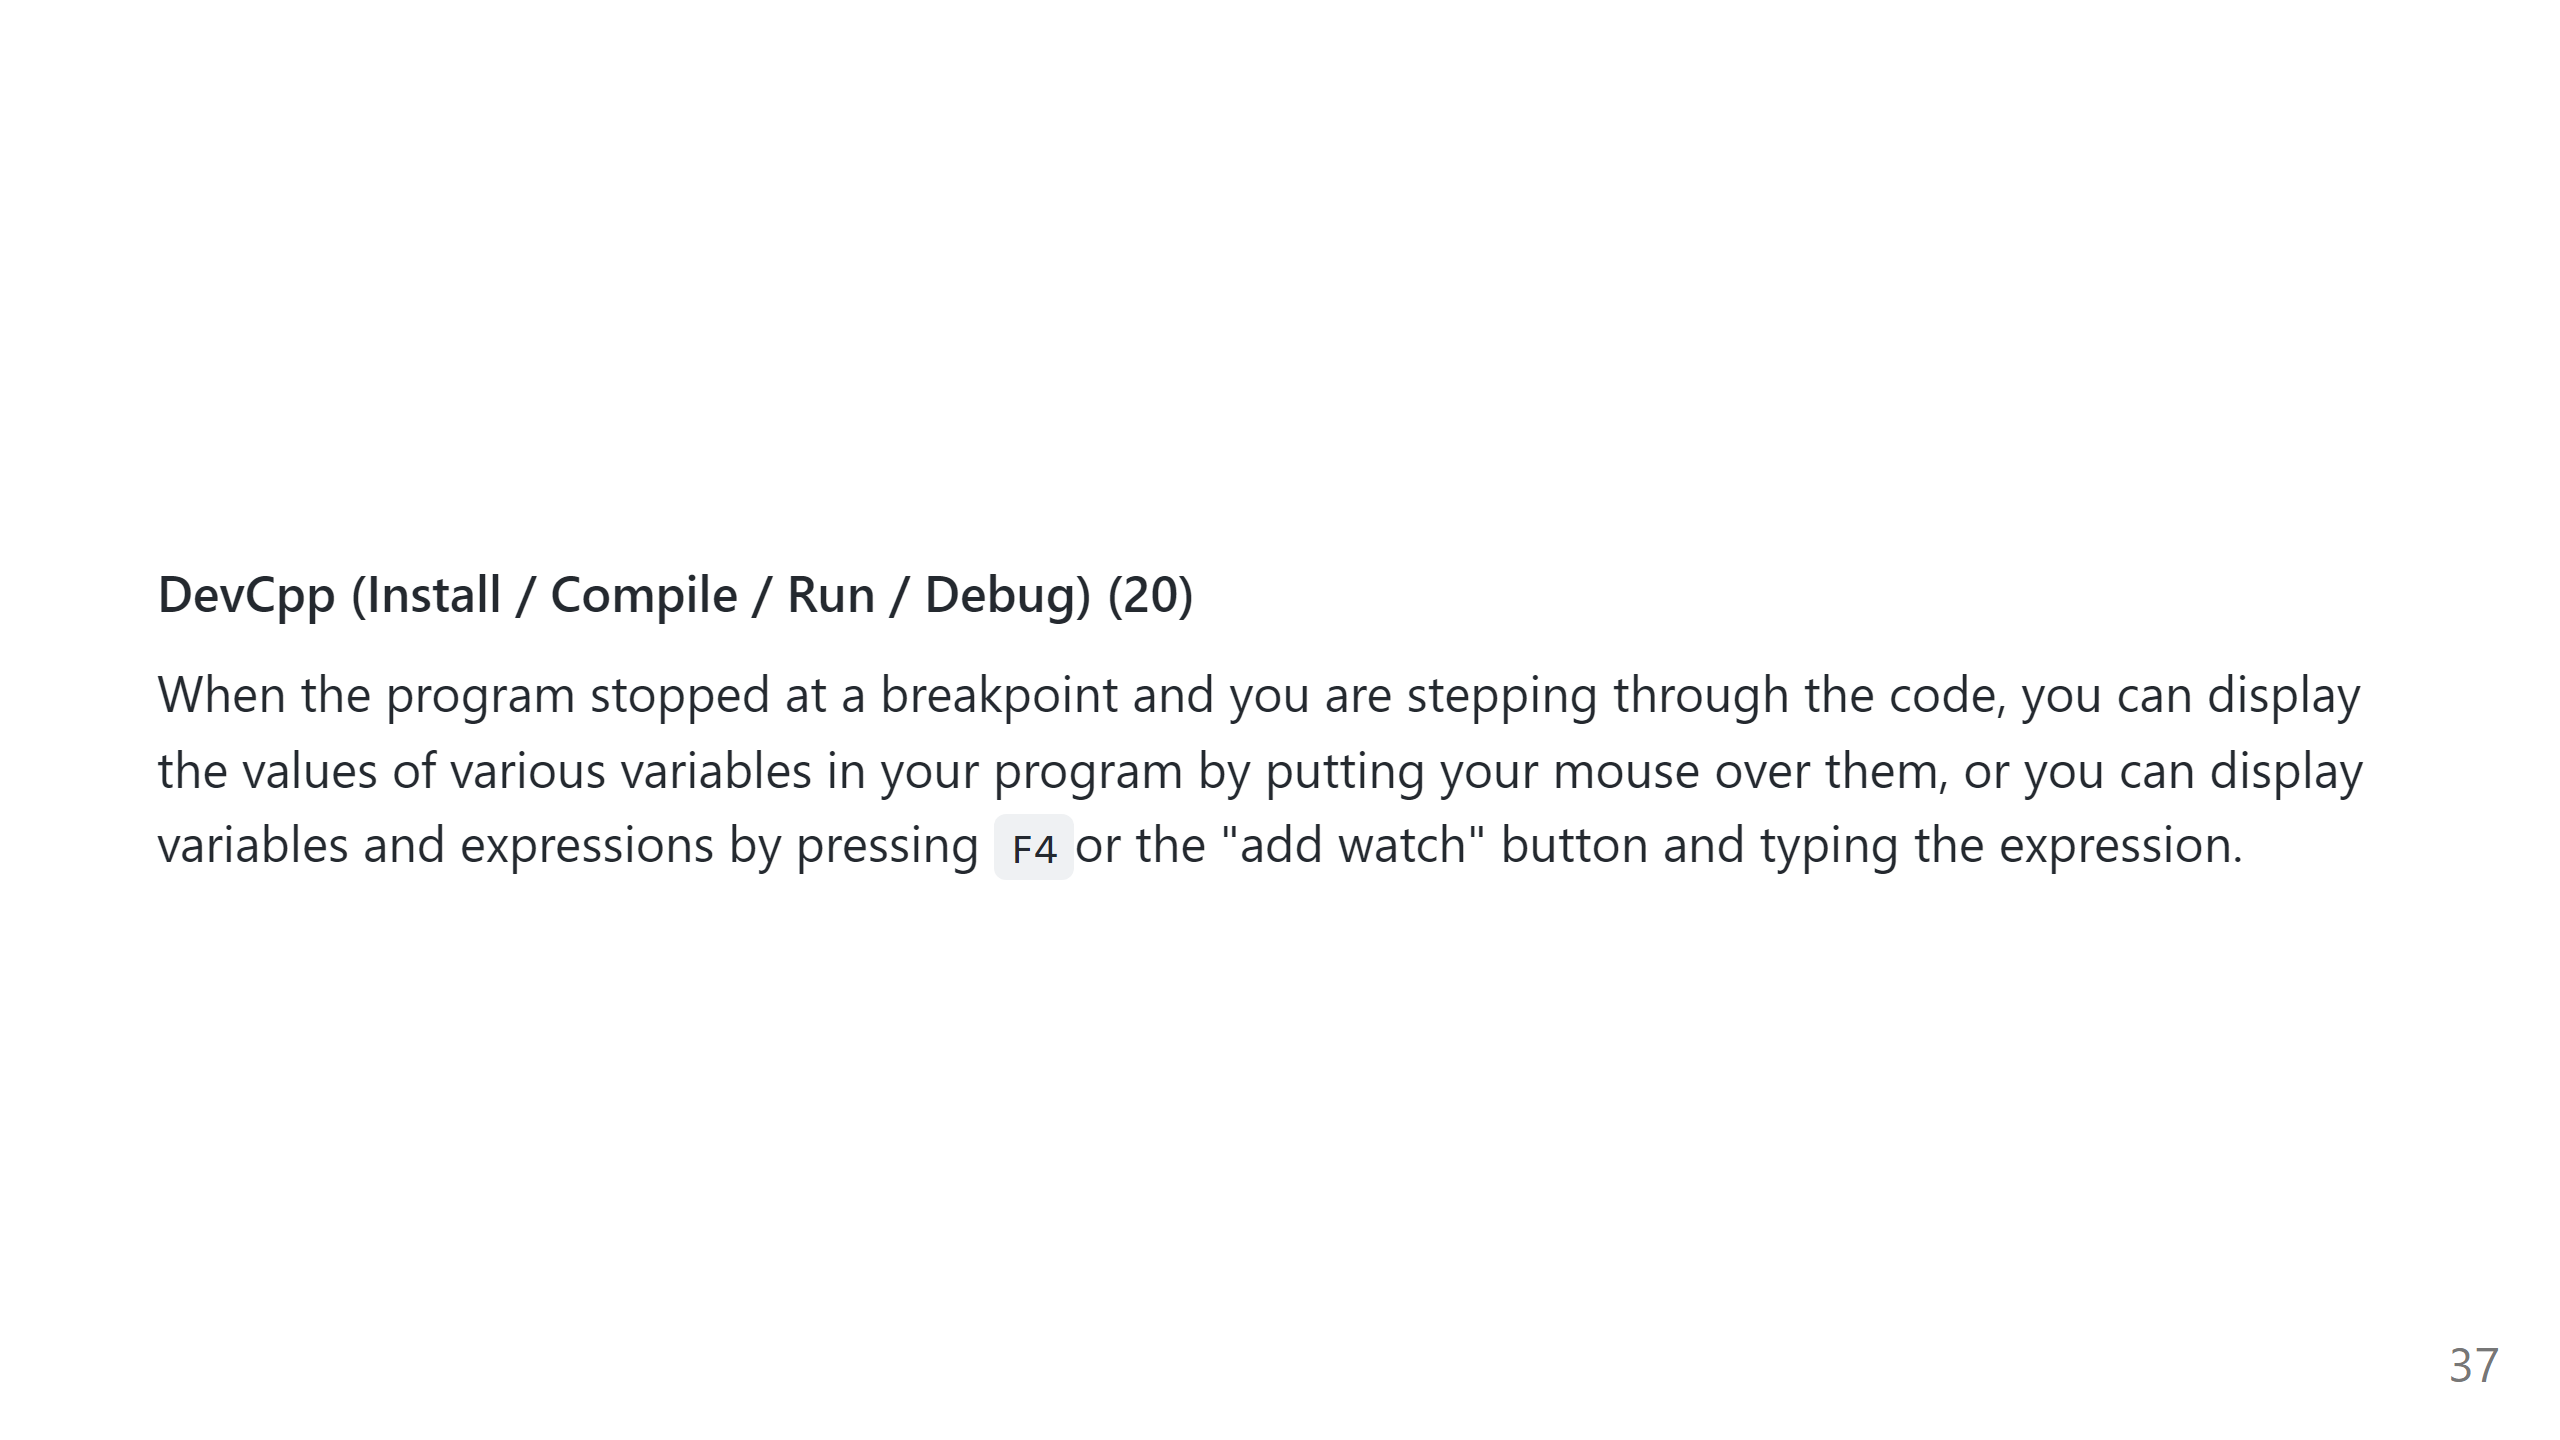 DevCpp (Install / Compile / Run / Debug) (20)
When the program stopped at a breakpoint and you are stepping through the code, you can display
the values of various variables in your program by putting your mouse over them, or you can display
variables and expressions by pressing F4 or the "add watch" button and typing the expression.
37